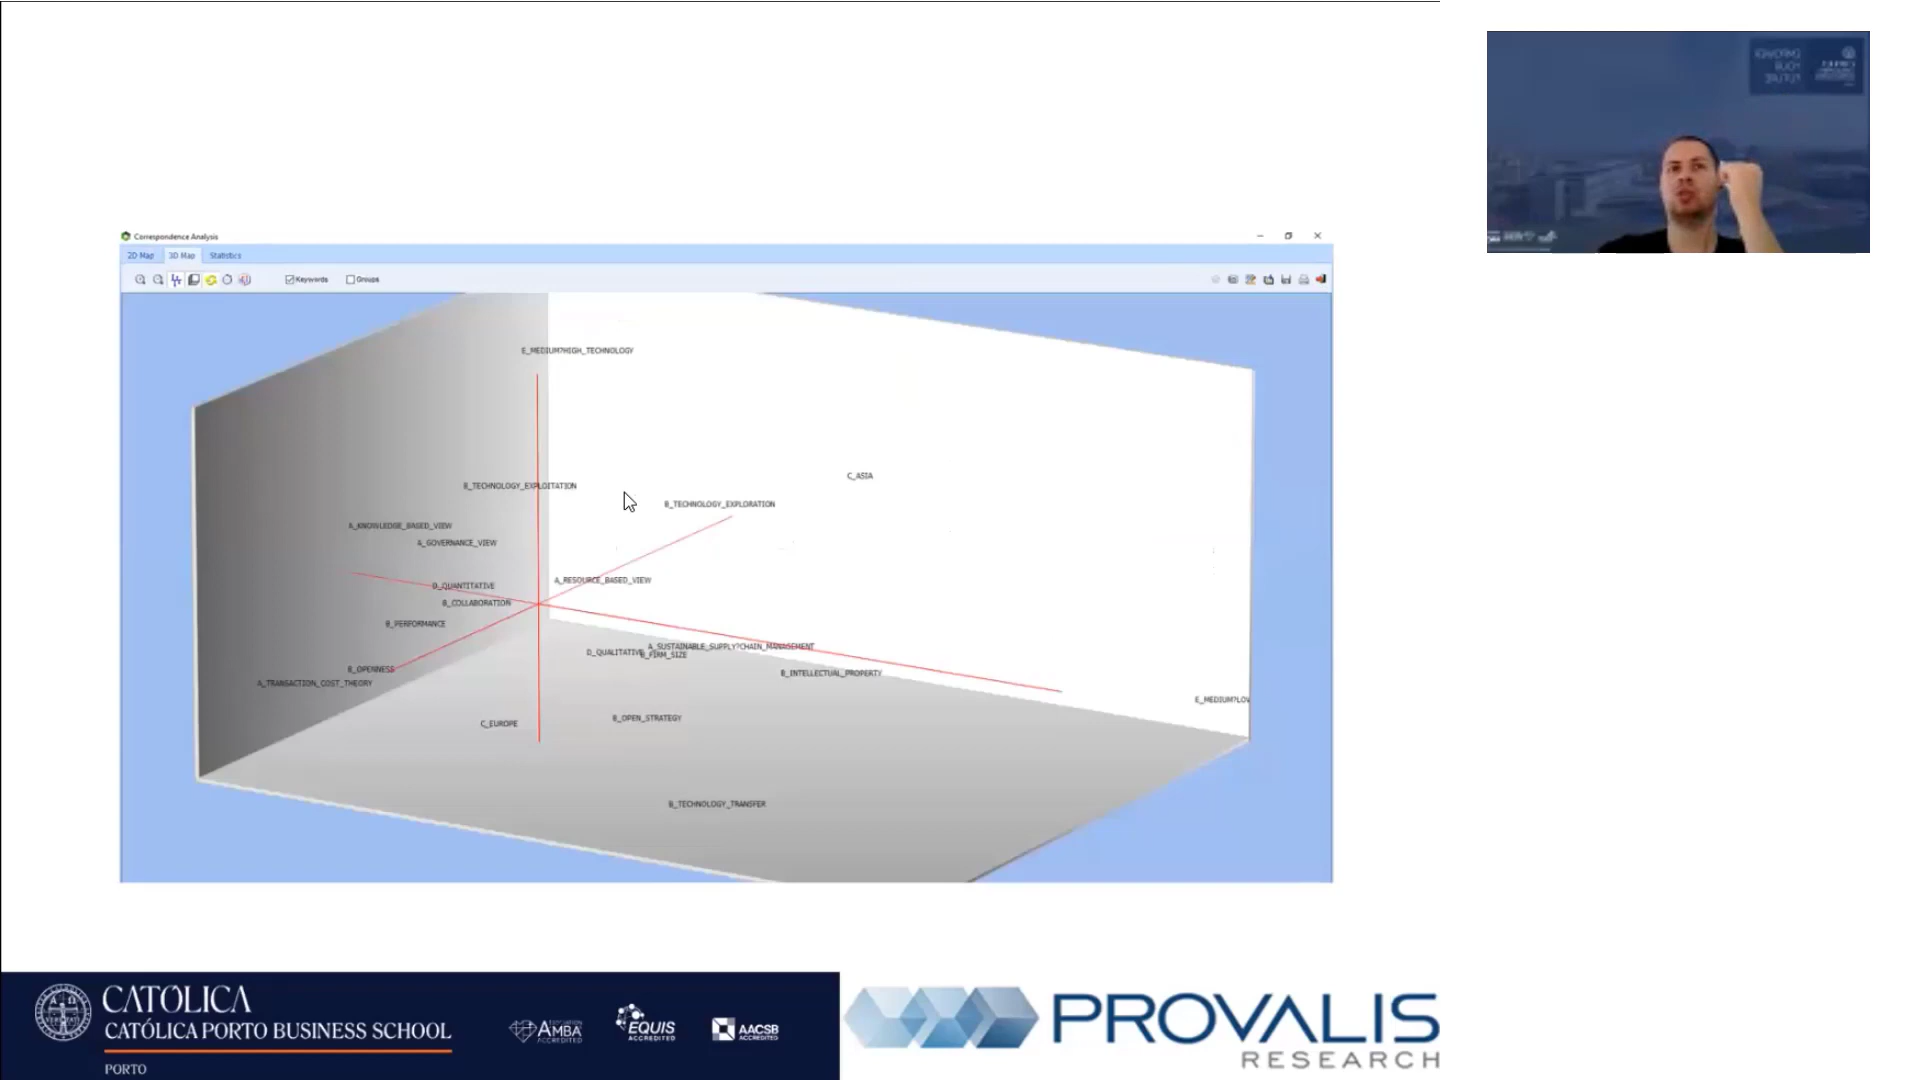 Correspondence Analysis
2D Map 3D Map Statistics
Keywords Groups
E_MEDIUM?HIGH_TECHNOLOGY
C_ASIA
B_TECHNOLOGY_EXPLOITATION
B_TECHNOLOGY_EXPLORATION
A_KNOWLEDGE_BASED_VIEW
A_GOVERNANCE_VIEW
A_RESOURCE_BASED_VIEW
D_QUANTITATIVE
B_COLLABORATION
B_PERFORMANCE
A_SUSTAINABLE_SUPPLY?CHAIN_MANAGEMENT
D_QUALITATIVE
B_FIRM_SIZE
B_OPENNESS
B_INTELLECTUAL_PROPERTY
A_TRANSACTION_COST_THEORY
E_MEDIUM?LOW
C_EUROPE
B_OPEN_STRATEGY
B_TECHNOLOGY_TRANSFER
CATÓLICA
CATÓLICA PORTO BUSINESS SCHOOL
PORTO
ASSOCIATION
AMBA
ACCREDITED
EQUIS
ACCREDITED
AACSB
ACCREDITED
PROVALIS
RESEARCH